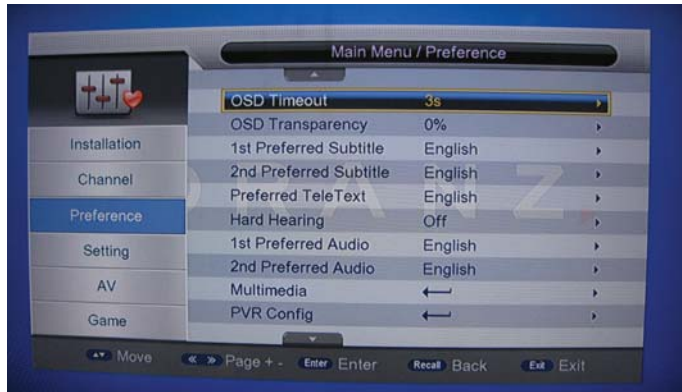 Main Menu / Preference
OSD Timeout 3s
OSD Transparency 0%
1st Preferred Subtitle English
2nd Preferred Subtitle English
Preferred TeleText English
Hard Hearing Off
1st Preferred Audio English
2nd Preferred Audio English
Multimedia
PVR Config
Installation
Channel
Preference
Setting
AV
Game
Move Page + - Enter Enter Recall Back Exit Exit